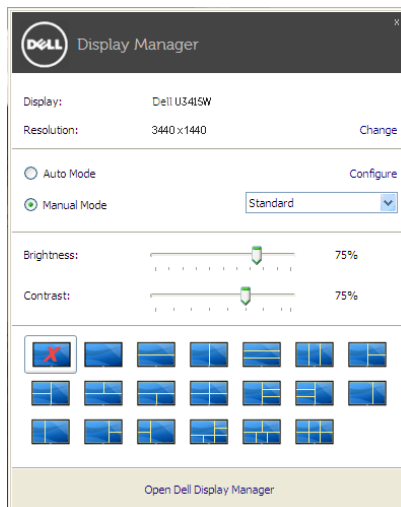 x
DELL Display Manager
Display: Dell U3415W
Resolution: 3440 x 1440 Change
Auto Mode Configure
Manual Mode Standard
Brightness: 75%
Contrast: 75%
Open Dell Display Manager